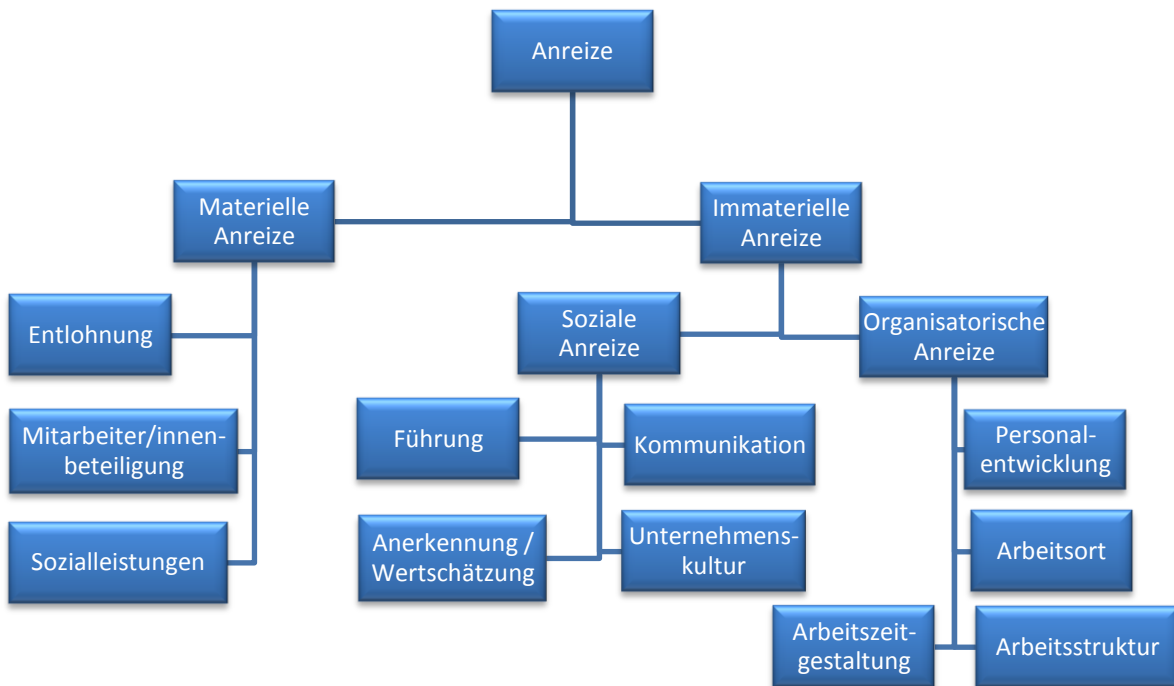 Anreize
Materielle
Anreize
Immaterielle
Anreize
Entlohnung
Mitarbeiter/innen-
beteiligung
Sozialleistungen
Soziale
Anreize
Führung
Kommunikation
Anerkennung /
Wertschätzung
Unternehmens-
kultur
Organisatorische
Anreize
Personal-
entwicklung
Arbeitsort
Arbeitszeit-
gestaltung
Arbeitsstruktur